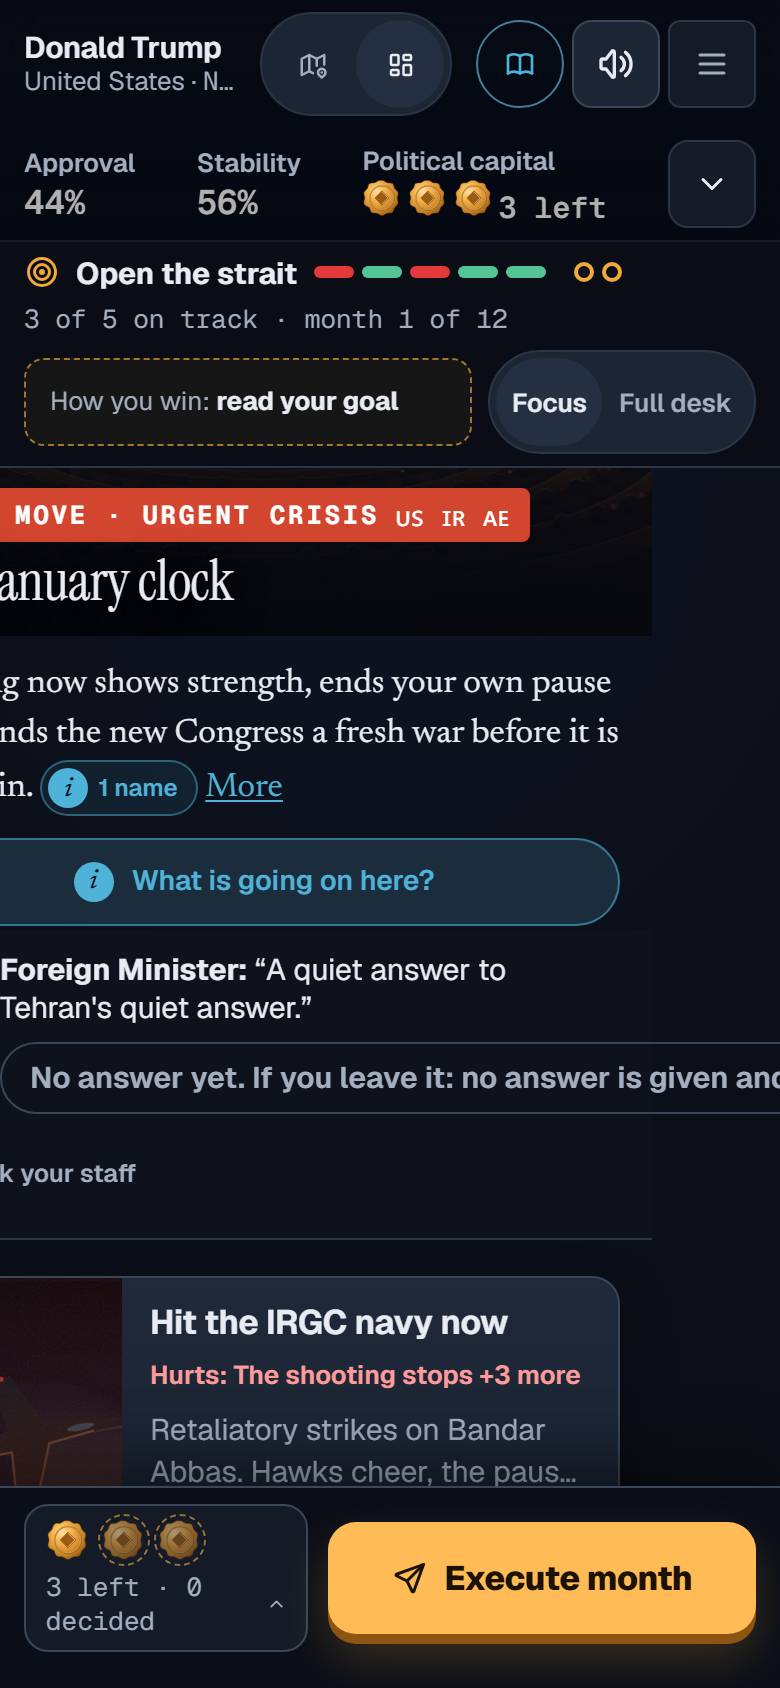 Donald Trump
United States · N...
Approval
44%
Stability
56%
Political capital
3 left
Open the strait
3 of 5 on track · month 1 of 12
How you win: read your goal
Focus
Full desk
MOVE · URGENT CRISIS US IR AE
anuary clock
g now shows strength, ends your own pause
nds the new Congress a fresh war before it is
in. i 1 name More
i What is going on here?
Foreign Minister: “A quiet answer to
Tehran's quiet answer.”
No answer yet. If you leave it: no answer is given and
k your staff
Hit the IRGC navy now
Hurts: The shooting stops +3 more
Retaliatory strikes on Bandar
Abbas. Hawks cheer, the paus...
3 left · 0
decided
Execute month